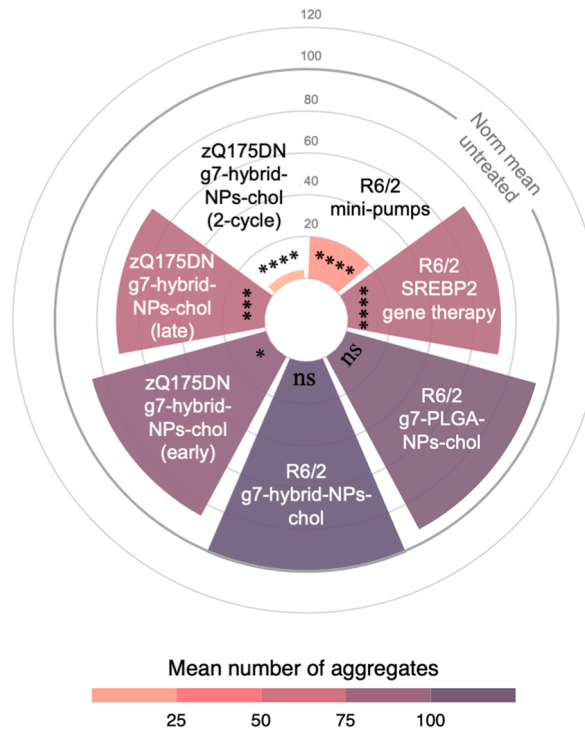 120
100
80
60
40
20
Norm mean
untreated
zQ175DN
g7-hybrid-
NPs-chol
(2-cycle)
****
R6/2
mini-pumps
****
zQ175DN
g7-hybrid-
NPs-chol
(late)
***
R6/2
SREBP2
gene therapy
****
zQ175DN
g7-hybrid-
NPs-chol
(early)
*
ns
ns
R6/2
g7-PLGA-
NPs-chol
R6/2
g7-hybrid-NPs-
chol
Mean number of aggregates
25 50 75 100